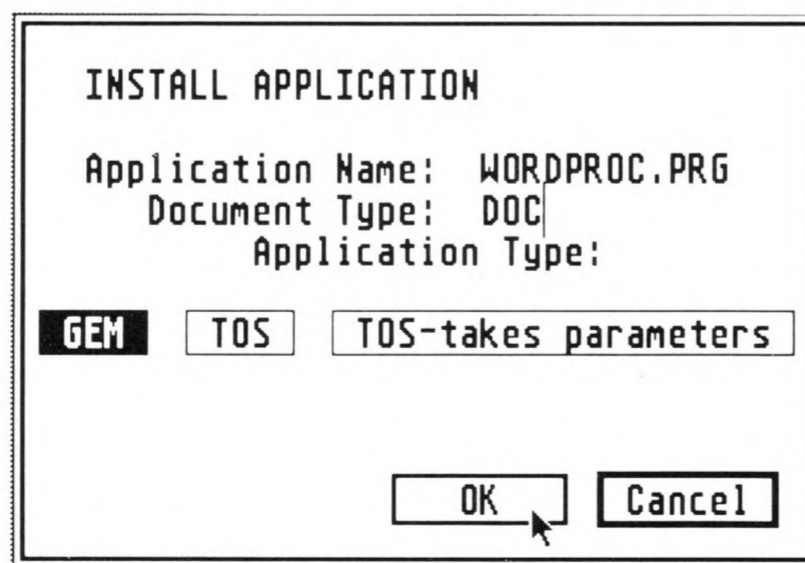 INSTALL APPLICATION
Application Name: WORDPROC.PRG
Document Type: DOC
Application Type:
GEM TOS TOS-takes parameters
OK Cancel